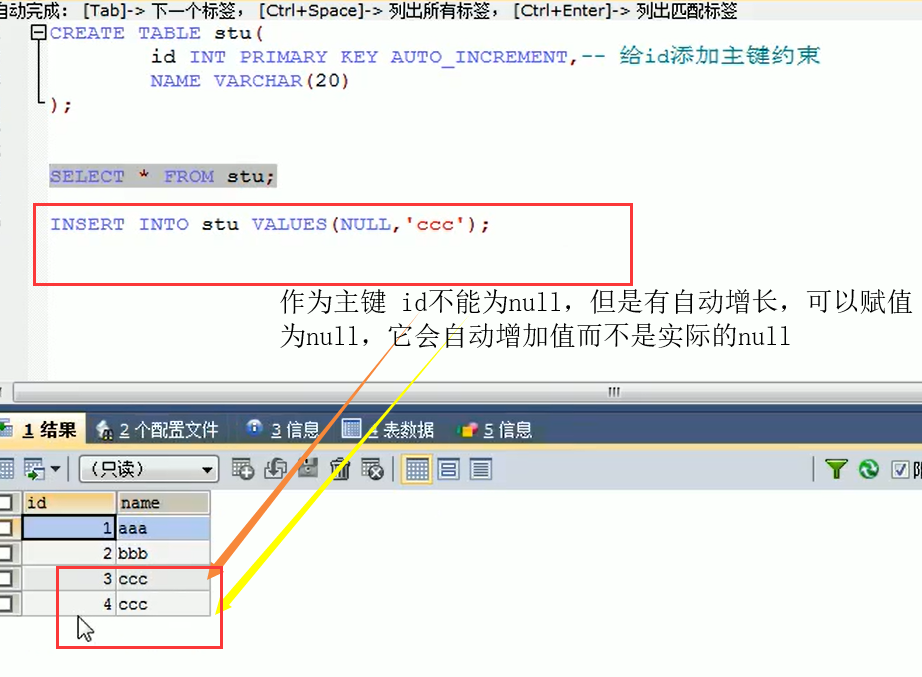 自动完成: [Tab]-> 下一个标签, [Ctrl+Space]-> 列出所有标签, [Ctrl+Enter]-> 列出匹配标签
CREATE TABLE stu(
id INT PRIMARY KEY AUTO_INCREMENT,-- 给id添加主键约束
NAME VARCHAR(20)
);
SELECT * FROM stu;
INSERT INTO stu VALUES(NULL,'ccc');
作为主键 id不能为null，但是有自动增长，可以赋值
为null，它会自动增加值而不是实际的null
1 结果 2 个配置文件 3 信息 表数据 5 信息
(只读)
id name
1 aaa
2 bbb
3 ccc
4 ccc